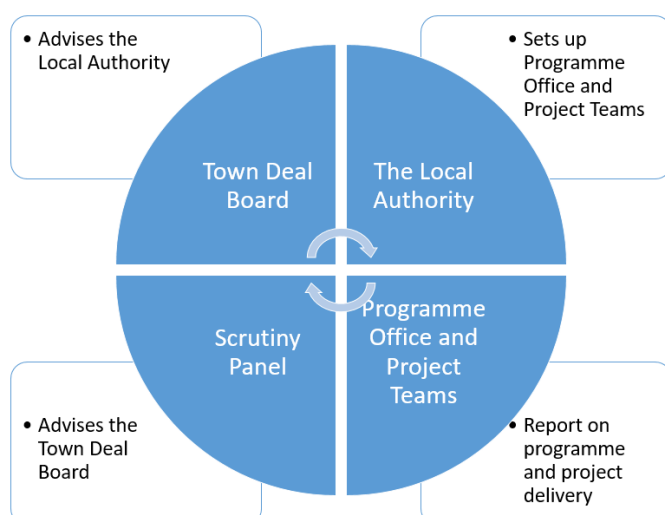 • Advises the
Local Authority
• Sets up
Programme
Office and
Project Teams
Town Deal
Board
The Local
Authority
Scrutiny
Panel
Programme
Office and
Project
Teams
• Advises the
Town Deal
Board
• Report on
programme
and project
delivery